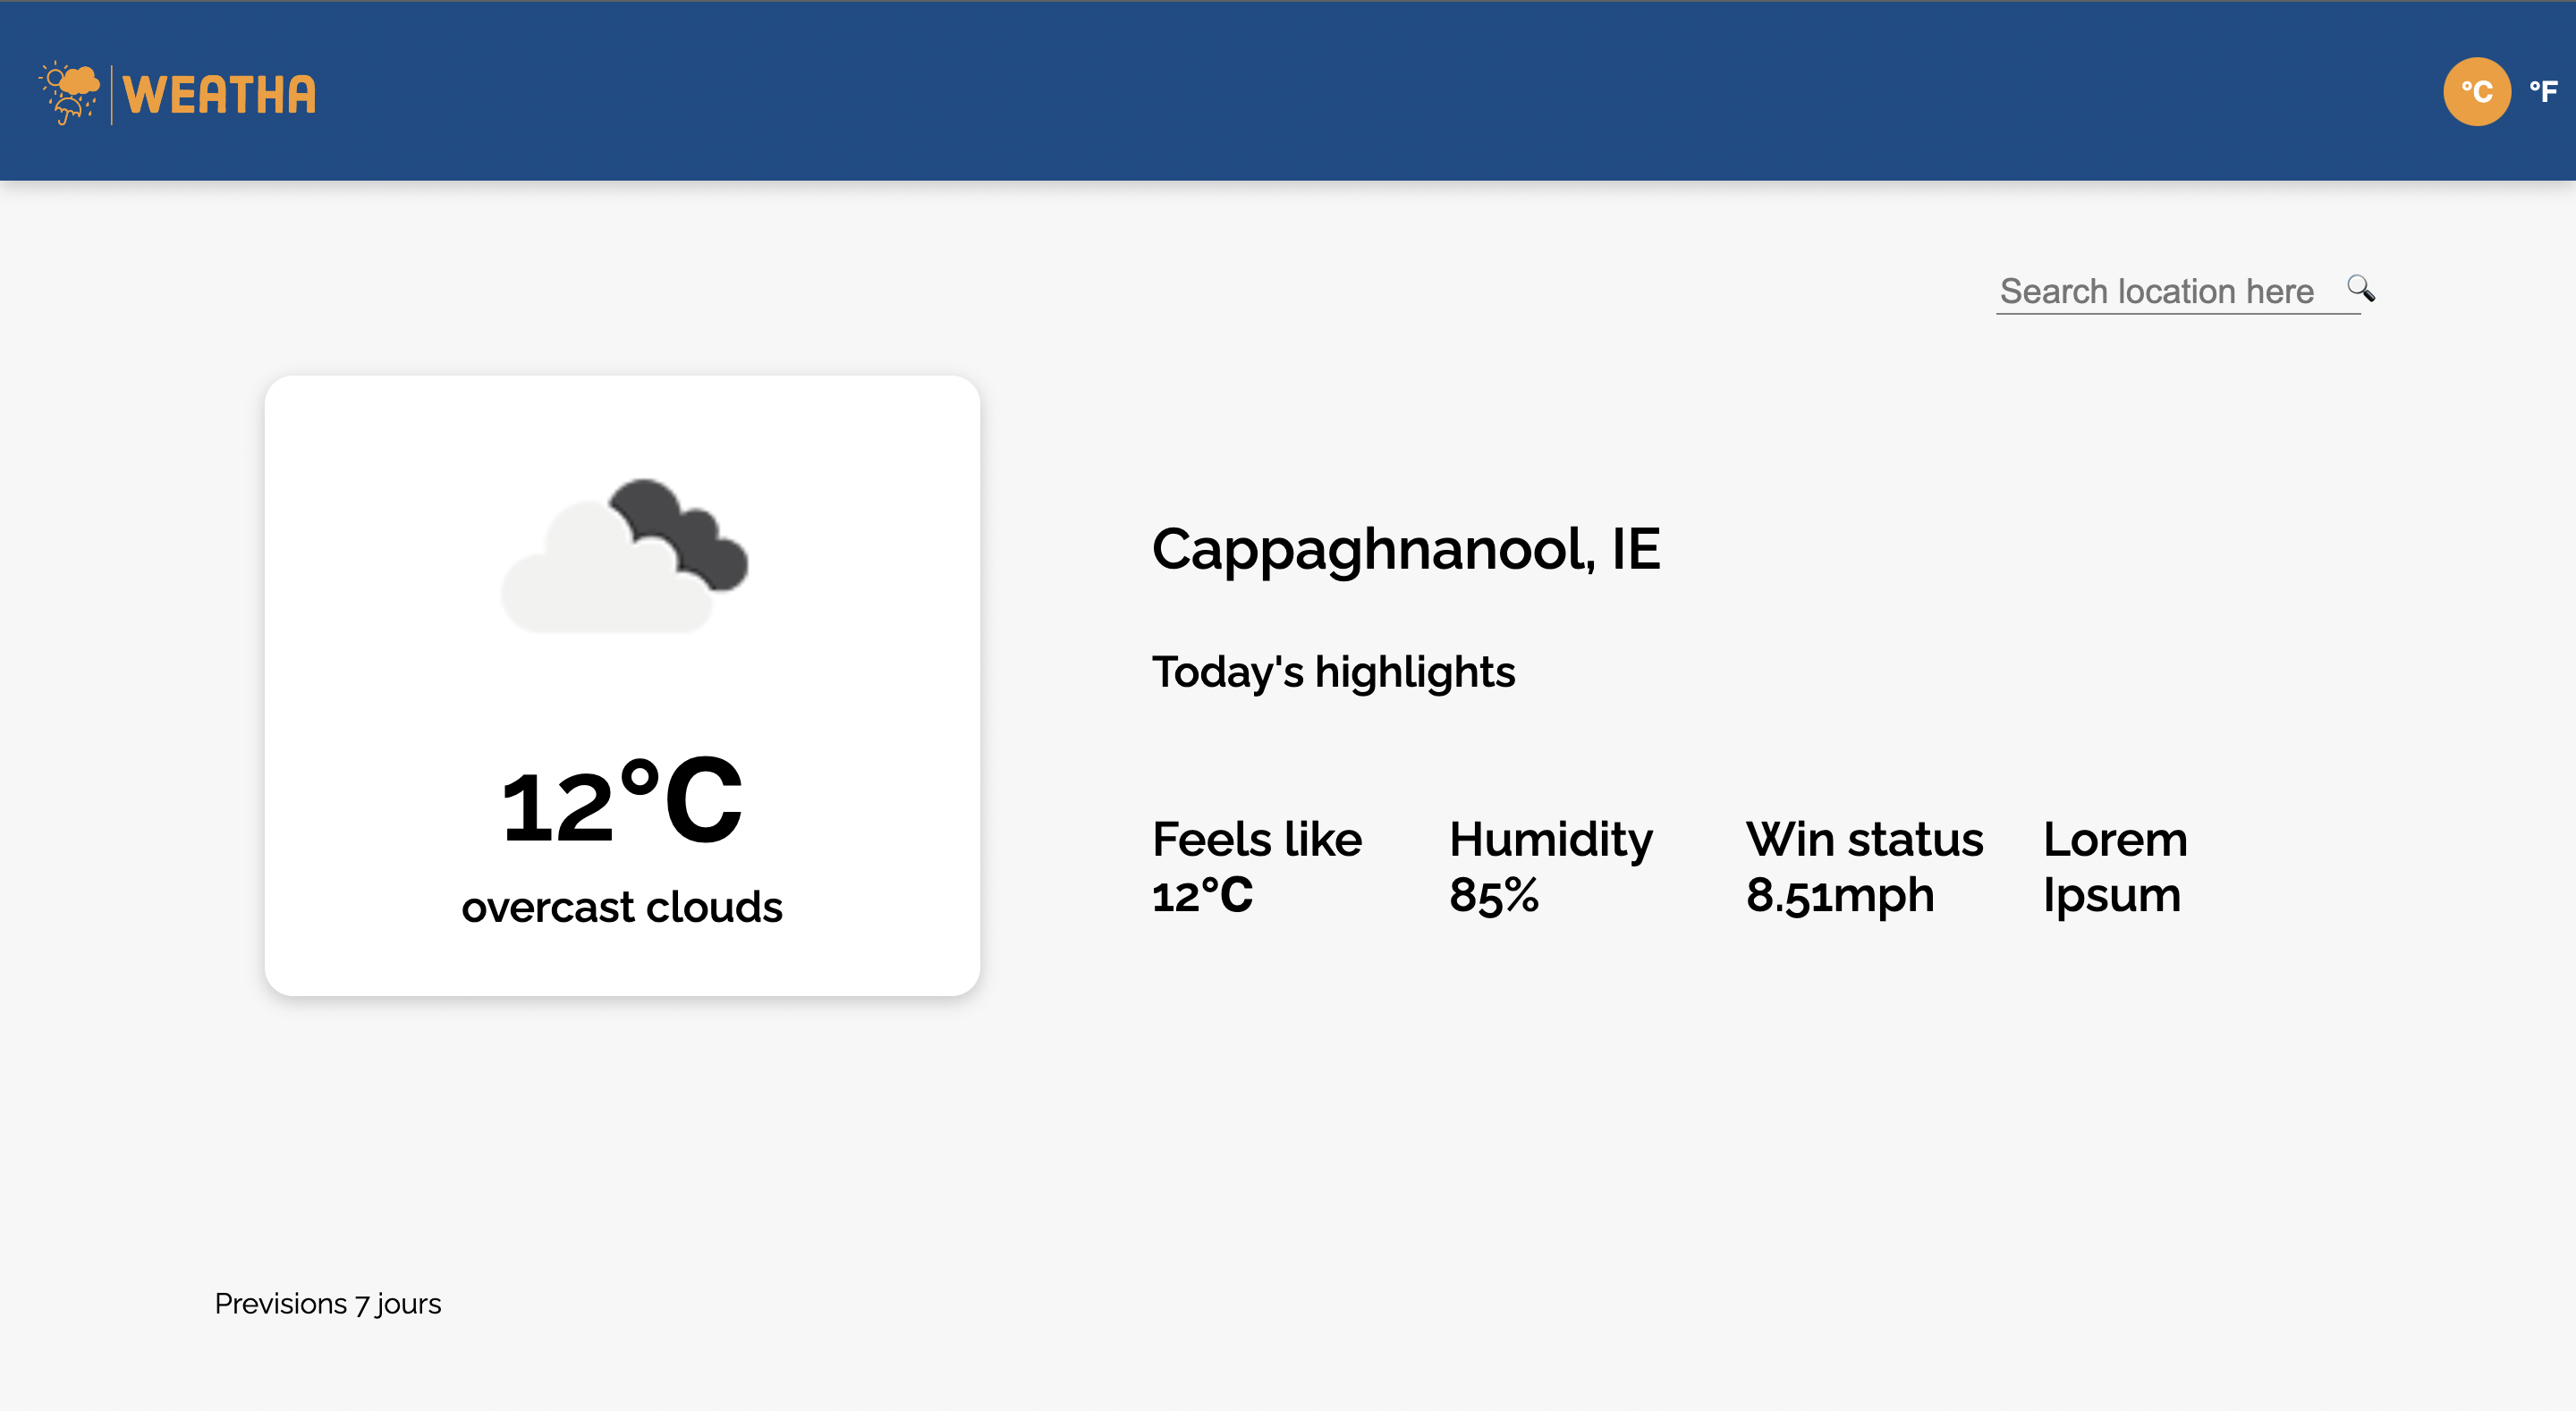 WEATHA
°C °F
Search location here
12°C
overcast clouds
Cappaghnanool, IE
Today's highlights
Feels like
12°C
Humidity
85%
Win status
8.51mph
Lorem
Ipsum
Previsions 7 jours